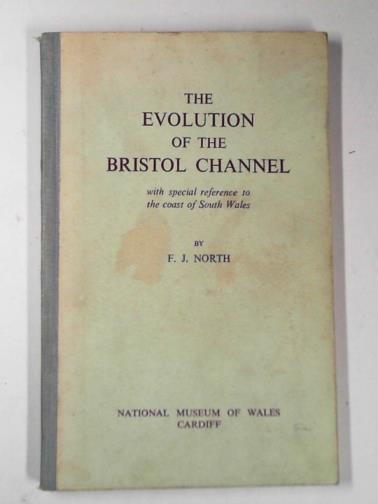 THE
EVOLUTION
OF THE
BRISTOL CHANNEL
with special reference to
the coast of South Wales
BY
F. J. NORTH
NATIONAL MUSEUM OF WALES
CARDIFF